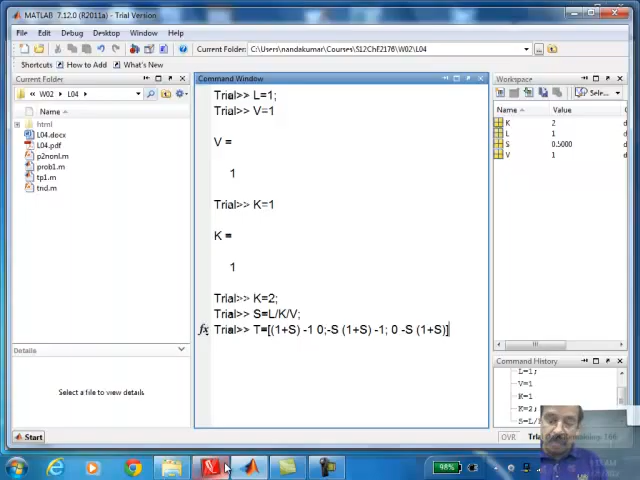 MATLAB 7.12.0 (R2011a) - Trial Version
File Edit Debug Desktop Window Help
Current Folder: C:\Users\nandakumar\Courses\S12ChE2176\W02\L04
Shortcuts How to Add What's New
Current Folder
« W02 ▸ L04 ▸
Name
html
L04.docx
L04.pdf
p2nonl.m
prob1.m
tp1.m
tnd.m
Details
Select a file to view details
Command Window
Trial>> L=1;
Trial>> V=1
V =
1
Trial>> K=1
K =
1
Trial>> K=2;
Trial>> S=L/K/V;
fx Trial>> T=[(1+S) -1 0;-S (1+S) -1; 0 -S (1+S)]
Workspace
Sele...
Name Value
K 2
L 1
S 0.5000
V 1
Command History
L=1;
V=1
K=1
K=2;
S=L/
Start
OVR
98%